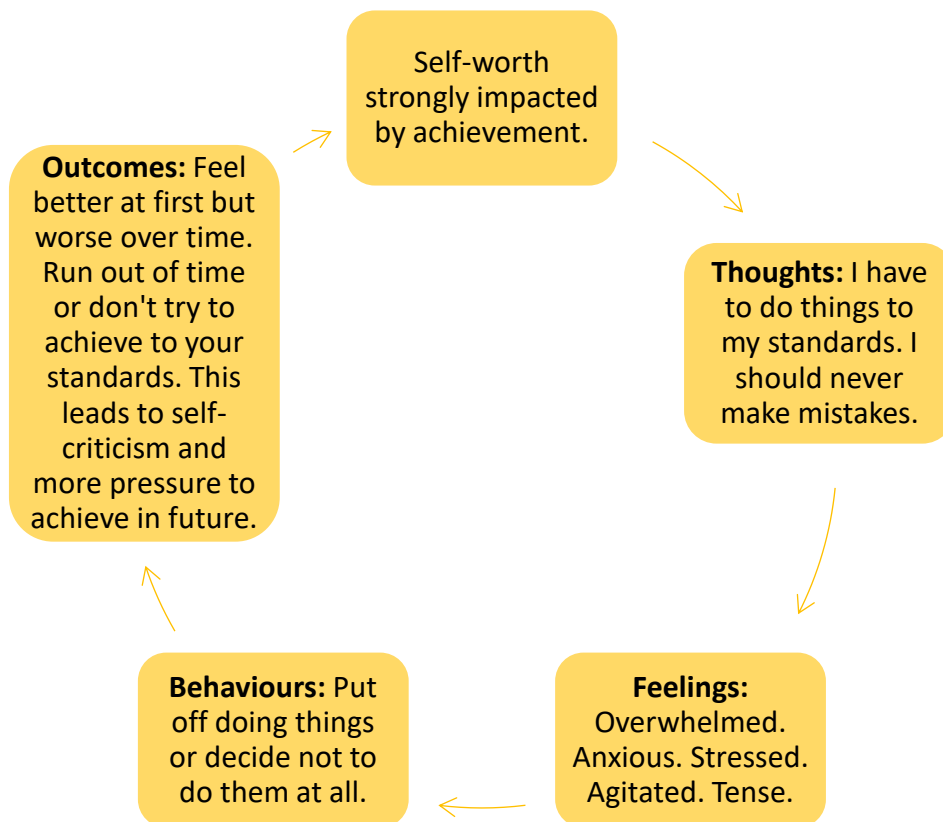 Self-worth
strongly impacted
by achievement.
Thoughts: I have
to do things to
my standards. I
should never
make mistakes.
Feelings:
Overwhelmed.
Anxious. Stressed.
Agitated. Tense.
Behaviours: Put
off doing things
or decide not to
do them at all.
Outcomes: Feel
better at first but
worse over time.
Run out of time
or don't try to
achieve to your
standards. This
leads to self-
criticism and
more pressure to
achieve in future.